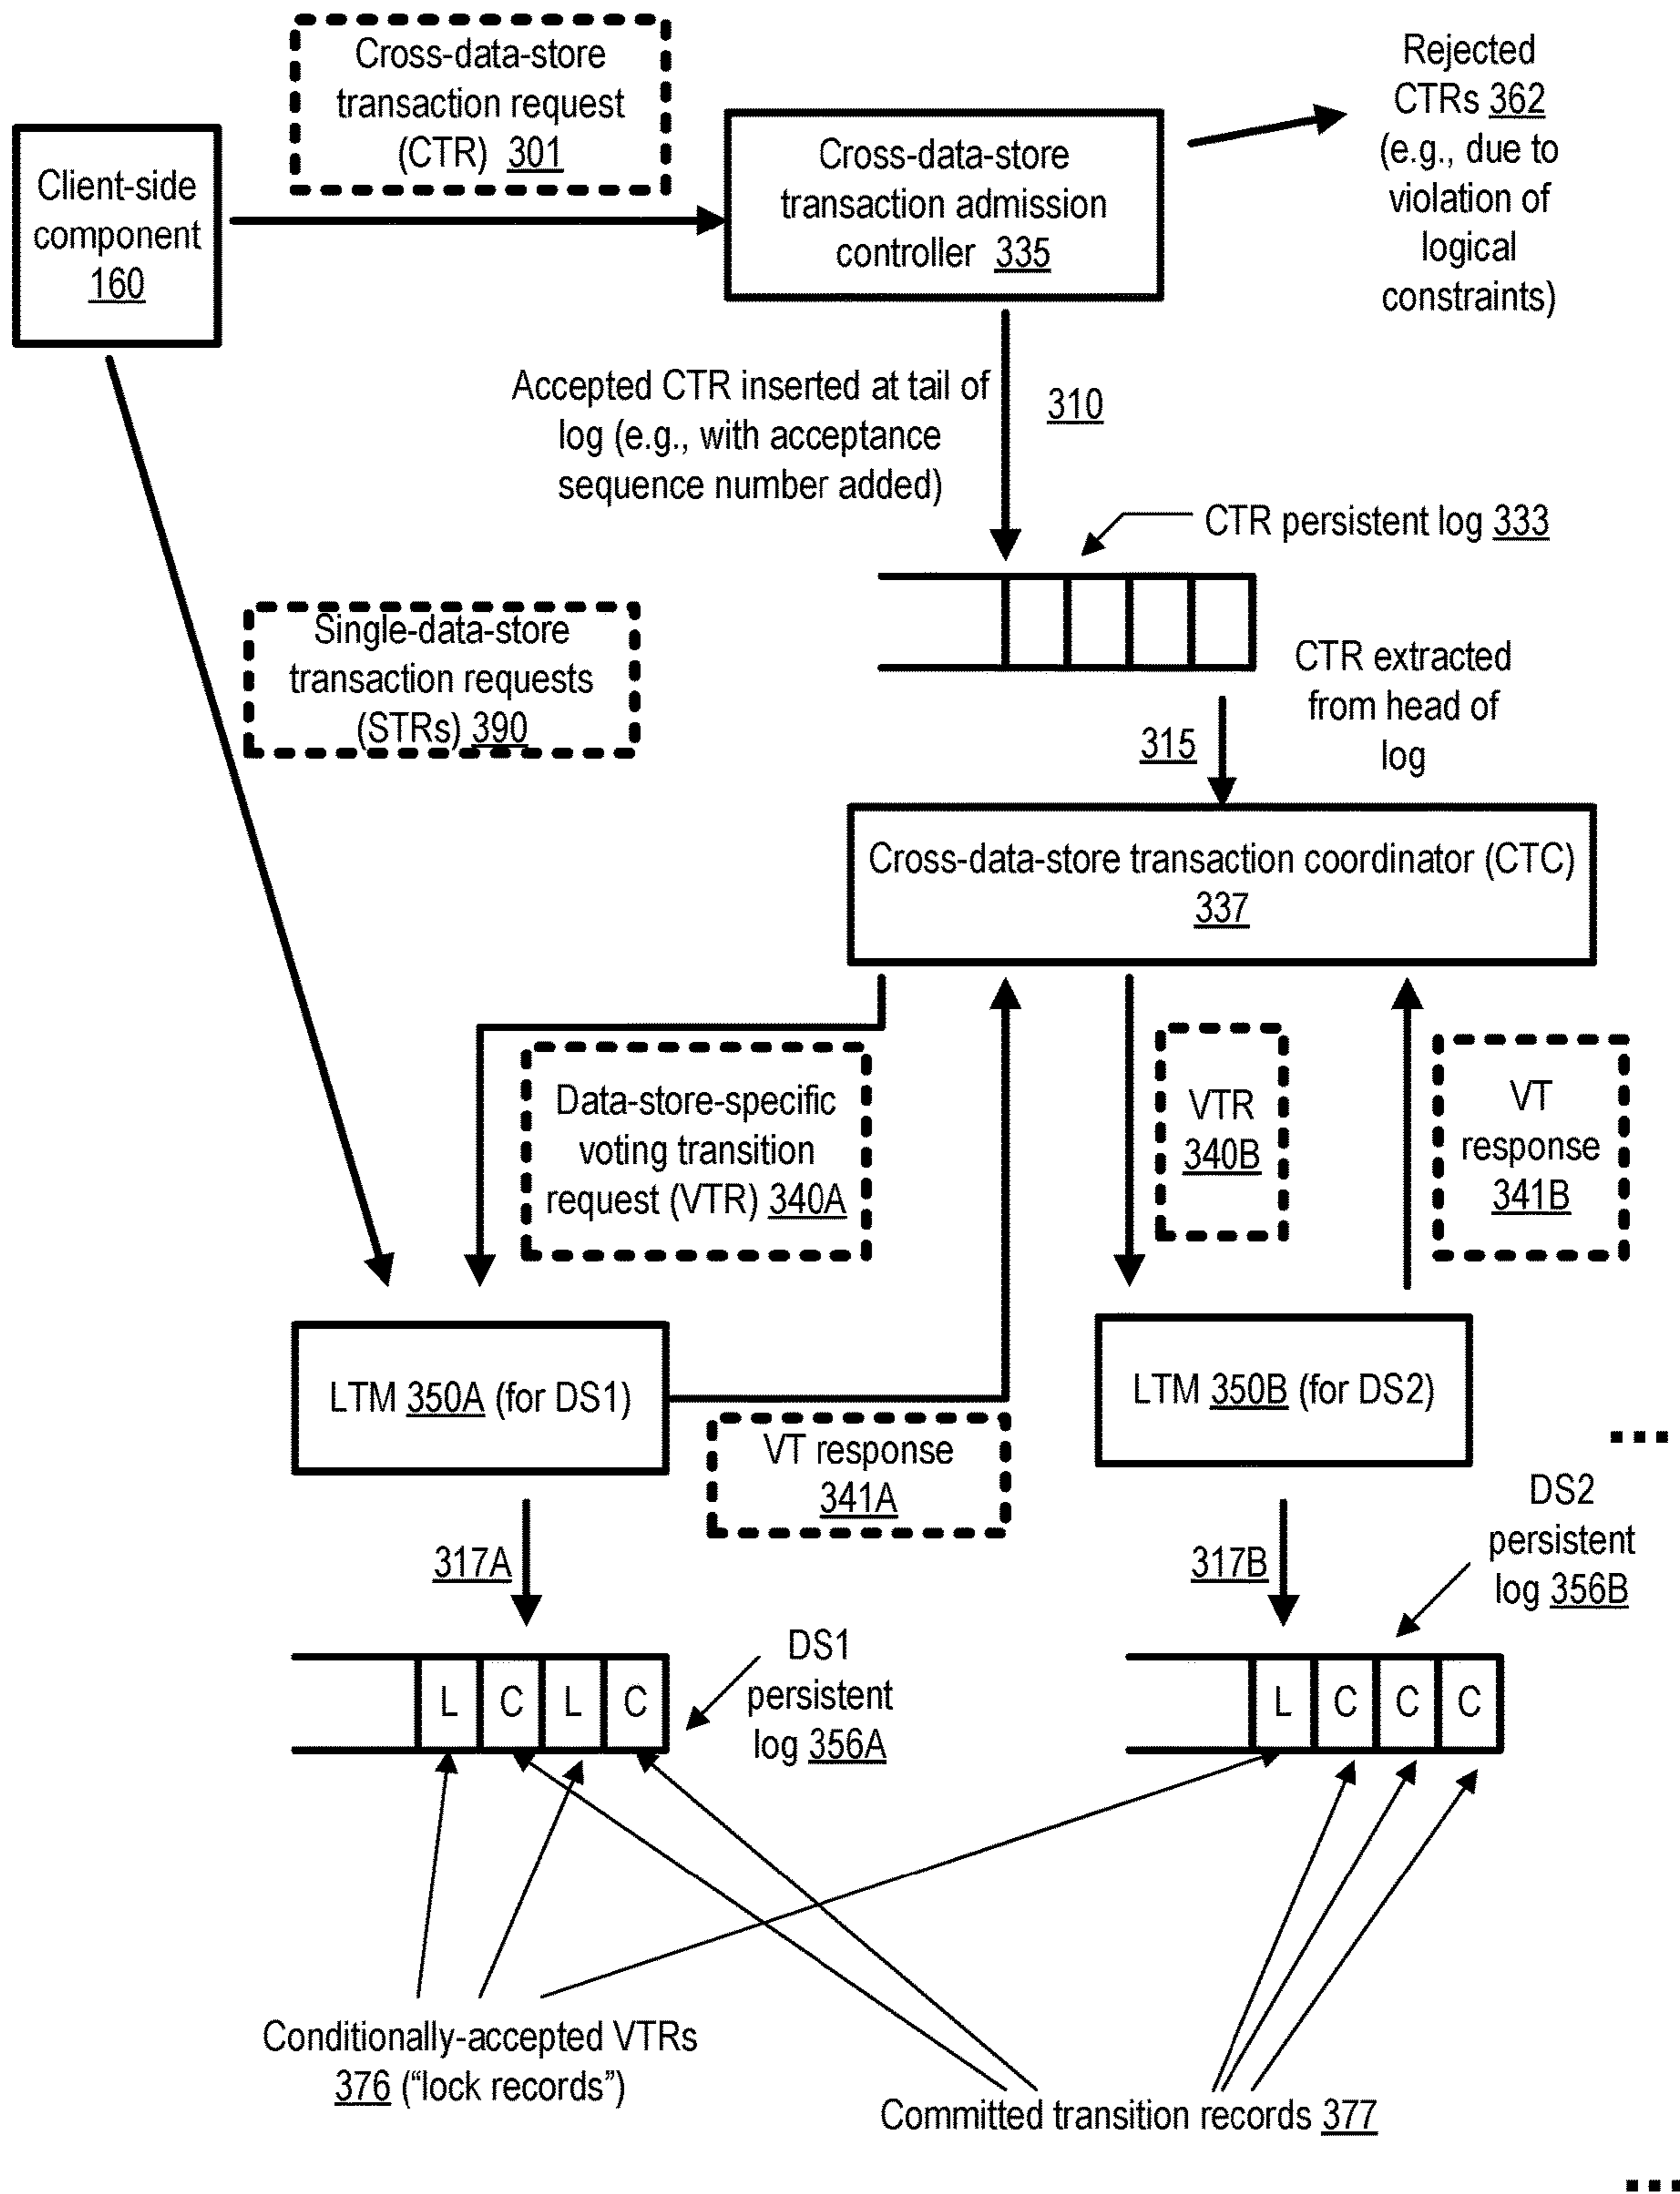 Cross-data-store
transaction request
(CTR) 301
Rejected
CTRs 362
(e.g., due to
violation of
logical
constraints)
Client-side
component
160
Cross-data-store
transaction admission
controller 335
Accepted CTR inserted at tail of
log (e.g., with acceptance
sequence number added)
310
CTR persistent log 333
Single-data-store
transaction requests
(STRs) 390
CTR extracted
from head of
log
315
Cross-data-store transaction coordinator (CTC)
337
Data-store-specific
voting transition
request (VTR) 340A
VTR
340B
VT
response
341B
LTM 350A (for DS1)
LTM 350B (for DS2)
VT response
341A
...
317A
317B
DS2
persistent
log 356B
DS1
persistent
log 356A
L C L C
L C C C
Conditionally-accepted VTRs
376 (“lock records”)
Committed transition records 377
...